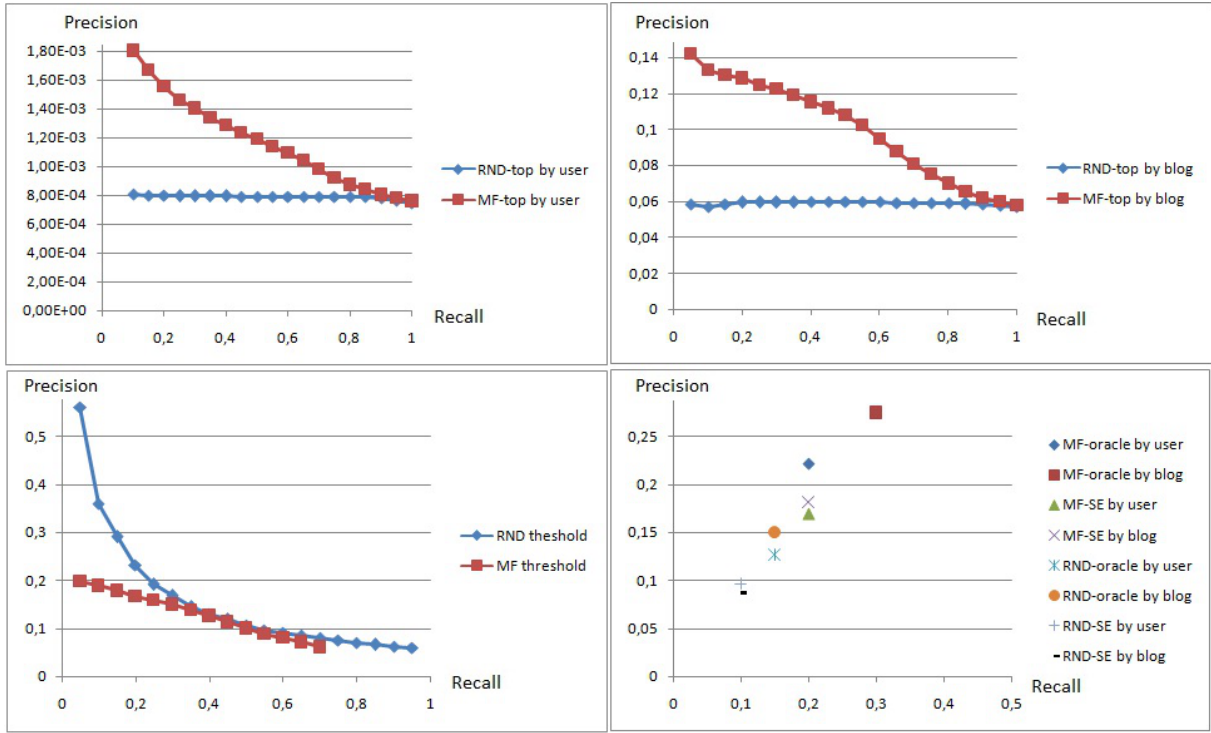 Precision
1,80E-03
1,60E-03
1,40E-03
1,20E-03
1,00E-03
8,00E-04
6,00E-04
4,00E-04
2,00E-04
0,00E+00
0 0,2 0,4 0,6 0,8 1
Recall
RND-top by user
MF-top by user
Precision
0,14
0,12
0,1
0,08
0,06
0,04
0,02
0
0 0,2 0,4 0,6 0,8 1
Recall
RND-top by blog
MF-top by blog
Precision
0,5
0,4
0,3
0,2
0,1
0
0 0,2 0,4 0,6 0,8 1
Recall
RND theshold
MF threshold
Precision
0,25
0,2
0,15
0,1
0,05
0
0 0,1 0,2 0,3 0,4 0,5
Recall
MF-oracle by user
MF-oracle by blog
MF-SE by user
MF-SE by blog
RND-oracle by user
RND-oracle by blog
RND-SE by user
RND-SE by blog